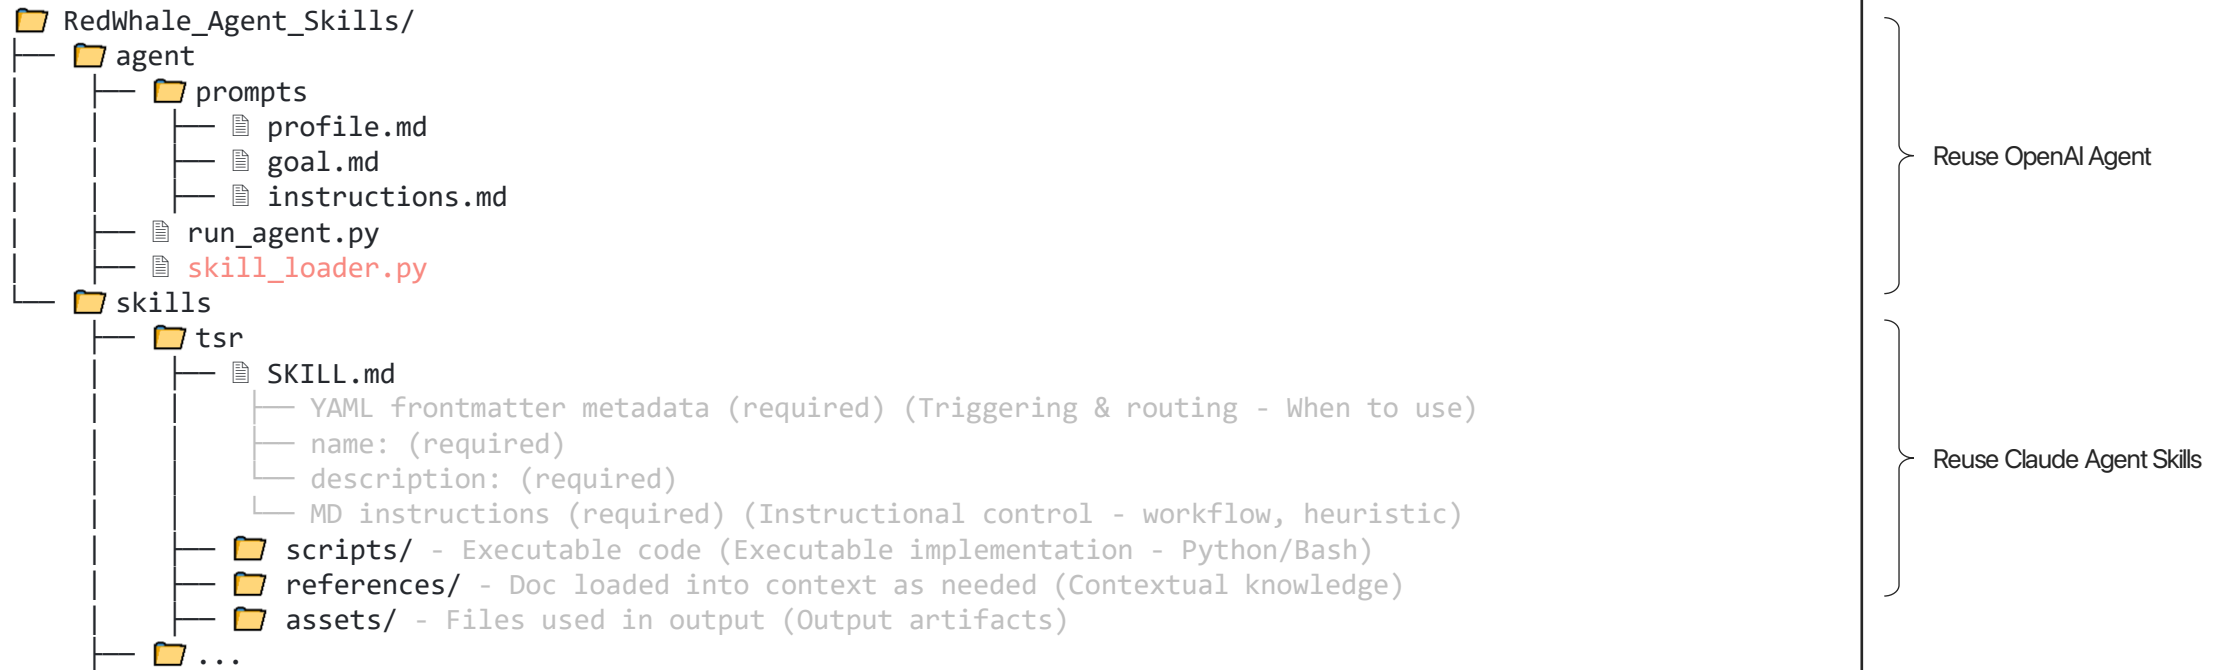 RedWhale_Agent_Skills/
agent
prompts
profile.md
goal.md
instructions.md
run_agent.py
skill_loader.py
skills
tsr
SKILL.md
YAML frontmatter metadata (required) (Triggering & routing - When to use)
name: (required)
description: (required)
MD instructions (required) (Instructional control - workflow, heuristic)
scripts/ - Executable code (Executable implementation - Python/Bash)
references/ - Doc loaded into context as needed (Contextual knowledge)
assets/ - Files used in output (Output artifacts)
...
Reuse OpenAI Agent
Reuse Claude Agent Skills